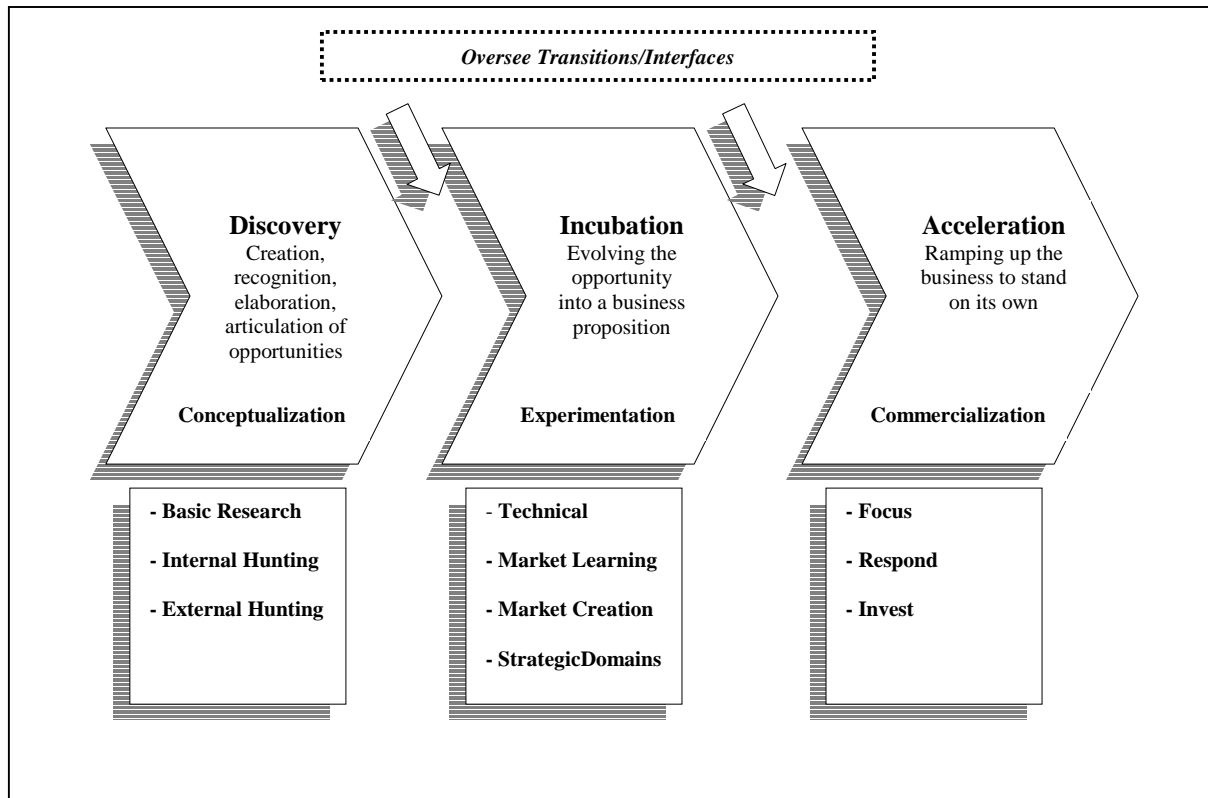 Oversee Transitions/Interfaces
Discovery
Creation,
recognition,
elaboration,
articulation of
opportunities
Conceptualization
Incubation
Evolving the
opportunity
into a business
proposition
Experimentation
Acceleration
Ramping up the
business to stand
on its own
Commercialization
- Basic Research
- Internal Hunting
- External Hunting
- Technical
- Market Learning
- Market Creation
- StrategicDomains
- Focus
- Respond
- Invest